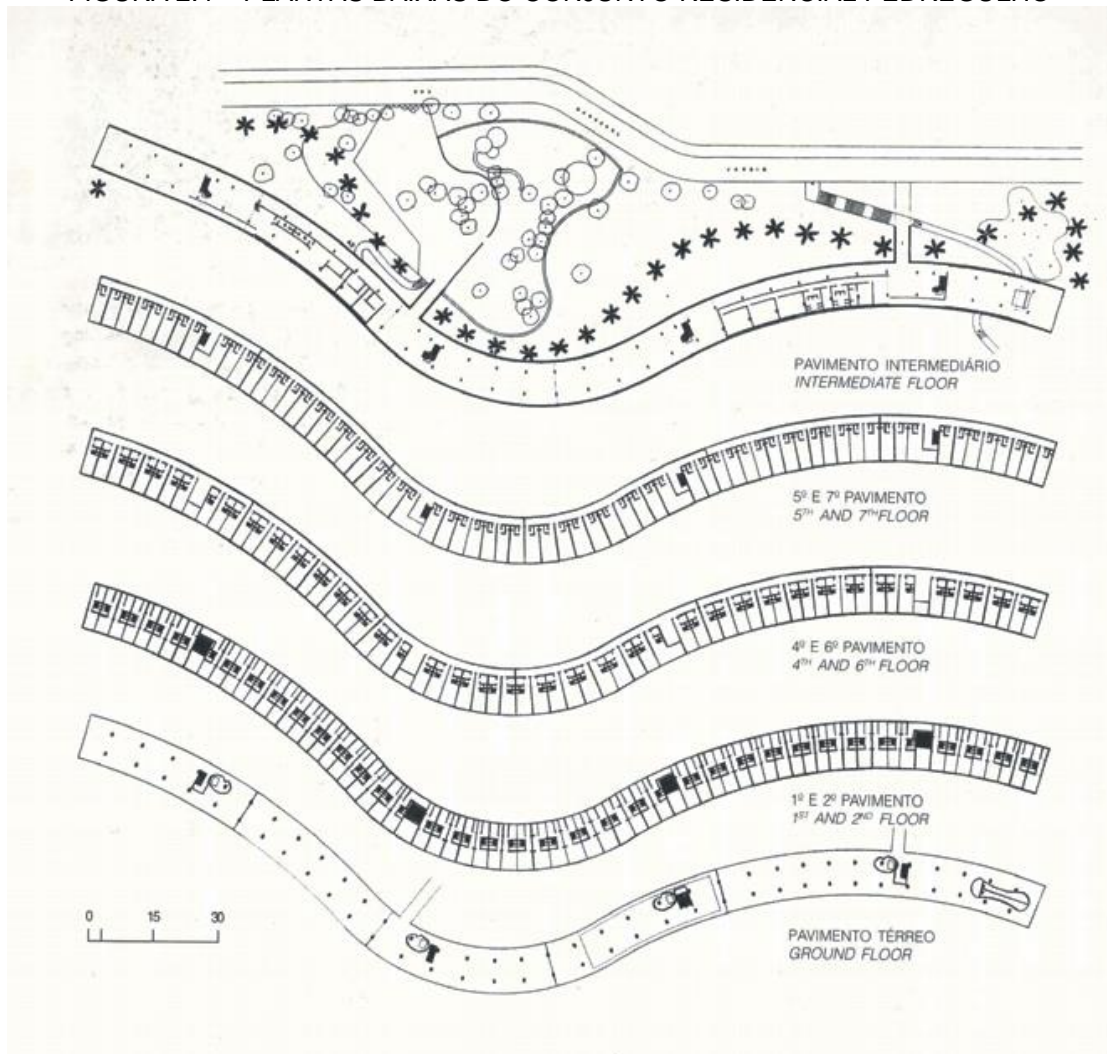 PAVIMENTO INTERMEDIÁRIO
INTERMEDIATE FLOOR
5º E 7º PAVIMENTO
5TH AND 7TH FLOOR
4º E 6º PAVIMENTO
4TH AND 6TH FLOOR
1º E 2º PAVIMENTO
1ST AND 2ND FLOOR
0 15 30
PAVIMENTO TÉRREO
GROUND FLOOR